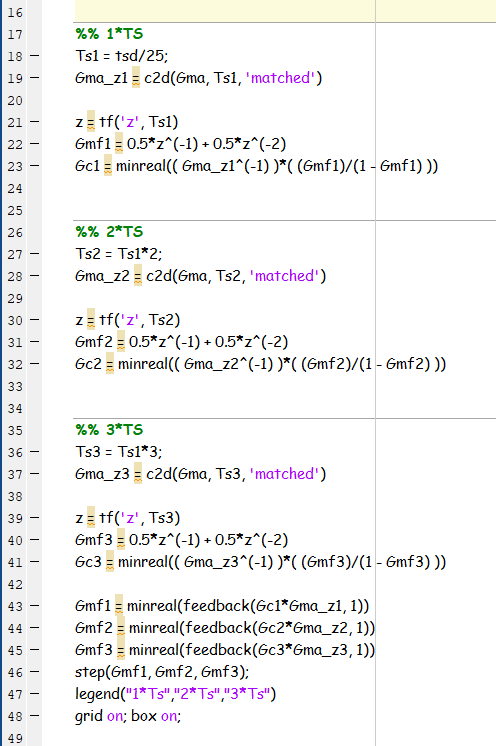 16
17 %% 1*TS
18 – Ts1 = tsd/25;
19 – Gma_z1 = c2d(Gma, Ts1, 'matched')
20
21 – z = tf('z', Ts1)
22 – Gmf1 = 0.5*z^(-1) + 0.5*z^(-2)
23 – Gc1 = minreal(( Gma_z1^(-1) )*( (Gmf1)/(1 - Gmf1) ))
24
25
26 %% 2*TS
27 – Ts2 = Ts1*2;
28 – Gma_z2 = c2d(Gma, Ts2, 'matched')
29
30 – z = tf('z', Ts2)
31 – Gmf2 = 0.5*z^(-1) + 0.5*z^(-2)
32 – Gc2 = minreal(( Gma_z2^(-1) )*( (Gmf2)/(1 - Gmf2) ))
33
34
35 %% 3*TS
36 – Ts3 = Ts1*3;
37 – Gma_z3 = c2d(Gma, Ts3, 'matched')
38
39 – z = tf('z', Ts3)
40 – Gmf3 = 0.5*z^(-1) + 0.5*z^(-2)
41 – Gc3 = minreal(( Gma_z3^(-1) )*( (Gmf3)/(1 - Gmf3) ))
42
43 – Gmf1 = minreal(feedback(Gc1*Gma_z1, 1))
44 – Gmf2 = minreal(feedback(Gc2*Gma_z2, 1))
45 – Gmf3 = minreal(feedback(Gc3*Gma_z3, 1))
46 – step(Gmf1, Gmf2, Gmf3);
47 – legend("1*Ts","2*Ts","3*Ts")
48 – grid on; box on;
49